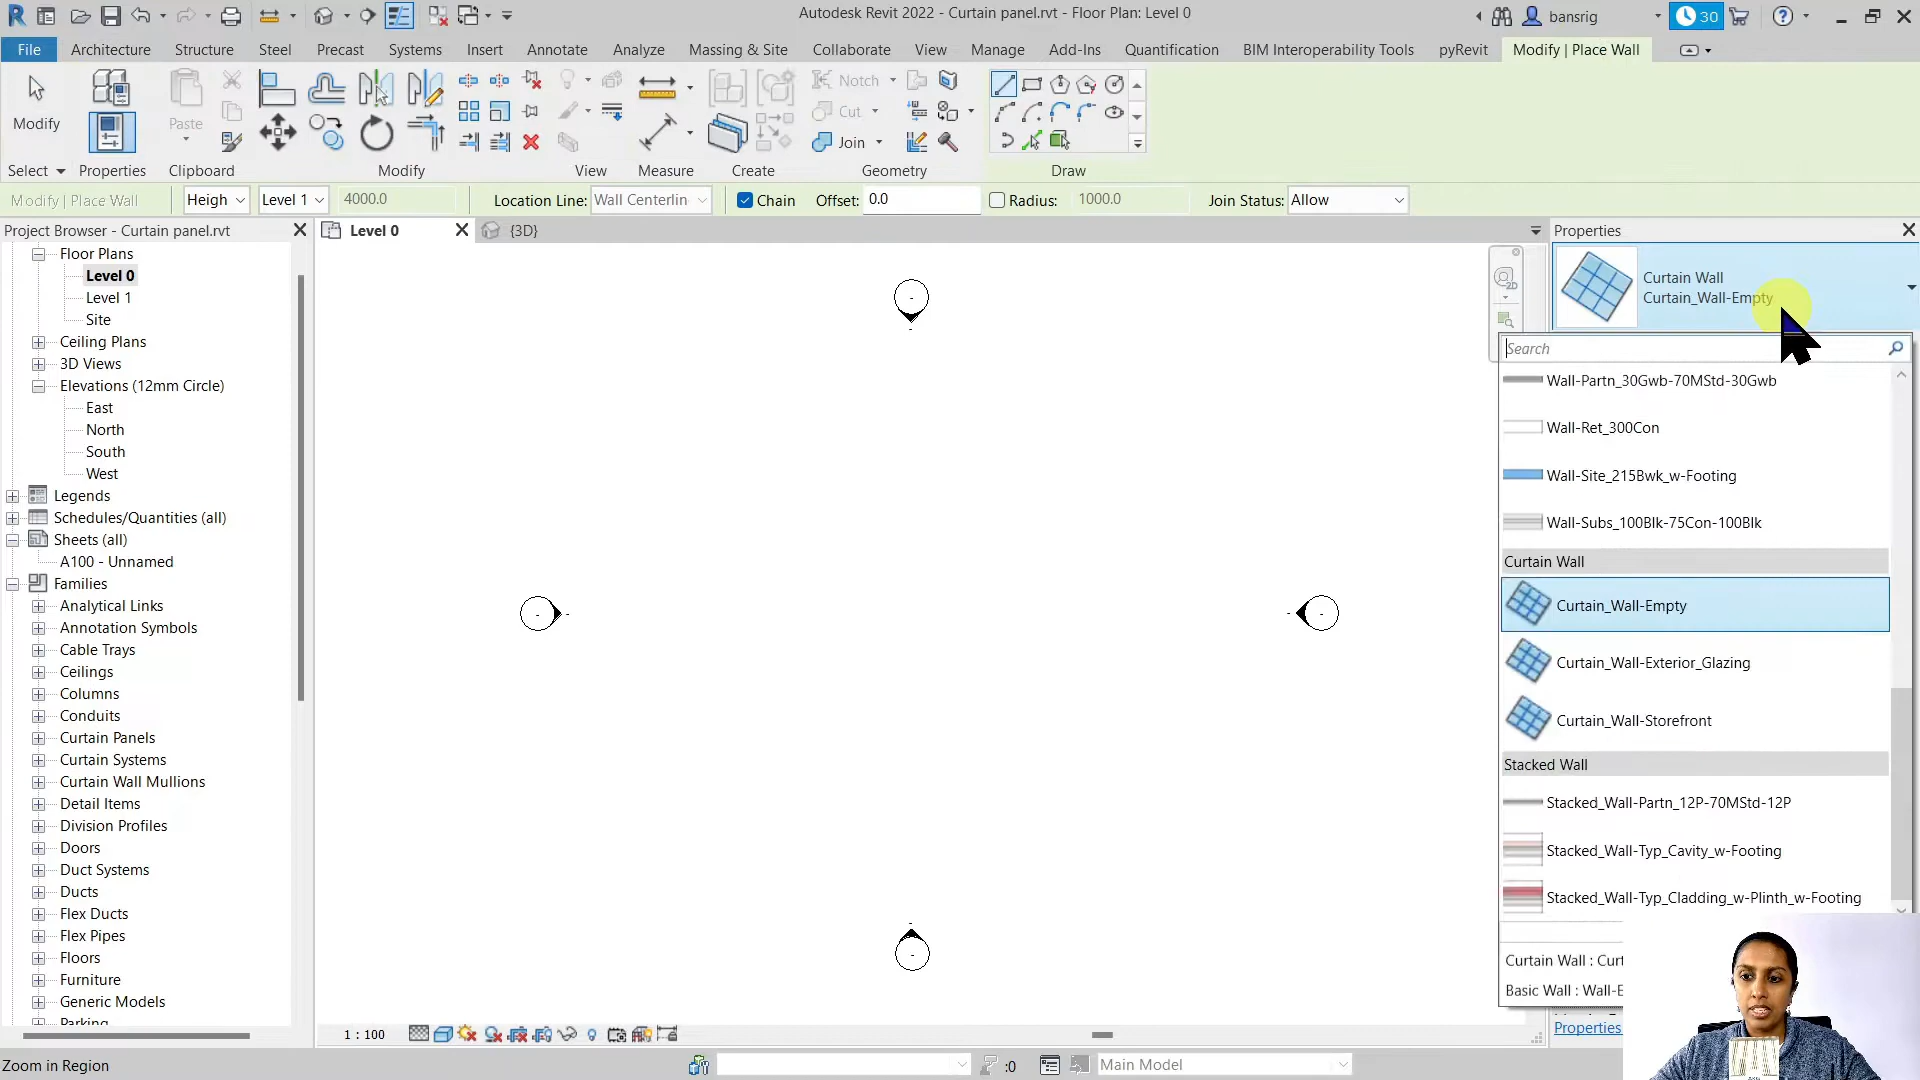 Autodesk Revit 2022 - Curtain panel.rvt - Floor Plan: Level 0
bansrig
30
File
Architecture
Structure
Steel
Precast
Systems
Insert
Annotate
Analyze
Massing & Site
Collaborate
View
Manage
Add-Ins
Quantification
BIM Interoperability Tools
pyRevit
Modify | Place Wall
Modify
Paste
Notch
Cut
Join
Select
Properties
Clipboard
Modify
View
Measure
Create
Geometry
Draw
Modify | Place Wall
Heigh
Level 1
4000.0
Location Line:
Wall Centerlin
Chain
Offset:
0.0
Radius:
1000.0
Join Status:
Allow
Project Browser - Curtain panel.rvt
Floor Plans
Level 0
Level 1
Site
Ceiling Plans
3D Views
Elevations (12mm Circle)
East
North
South
West
Legends
Schedules/Quantities (all)
Sheets (all)
A100 - Unnamed
Families
Analytical Links
Annotation Symbols
Cable Trays
Ceilings
Columns
Conduits
Curtain Panels
Curtain Systems
Curtain Wall Mullions
Detail Items
Division Profiles
Doors
Duct Systems
Ducts
Flex Ducts
Flex Pipes
Floors
Furniture
Generic Models
Parking
Level 0
{3D}
2D
1 : 100
Properties
Curtain Wall
Curtain_Wall-Empty
Search
Wall-Partn_30Gwb-70MStd-30Gwb
Wall-Ret_300Con
Wall-Site_215Bwk_w-Footing
Wall-Subs_100Blk-75Con-100Blk
Curtain Wall
Curtain_Wall-Empty
Curtain_Wall-Exterior_Glazing
Curtain_Wall-Storefront
Stacked Wall
Stacked_Wall-Partn_12P-70MStd-12P
Stacked_Wall-Typ_Cavity_w-Footing
Stacked_Wall-Typ_Cladding_w-Plinth_w-Footing
Curtain Wall : Curt
Basic Wall : Wall-E
Properties
Zoom in Region
:0
Main Model